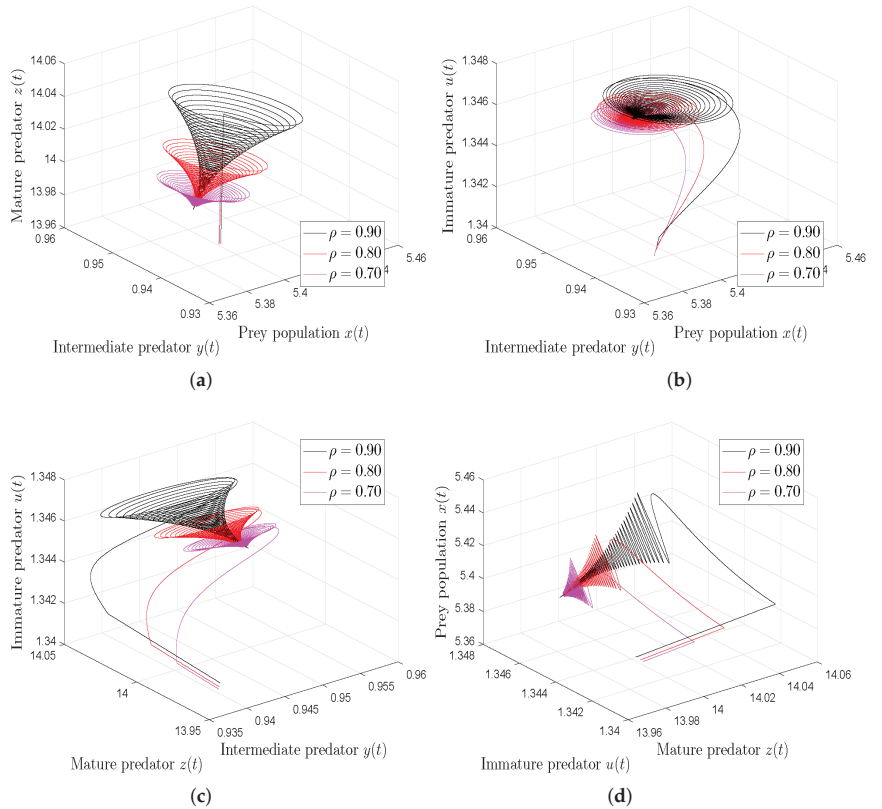 14.06
14.04
14.02
14
13.98
13.96
0.96
0.95
0.94
0.93
5.36
5.38
5.4
5.46
Mature predator z(t)
Intermediate predator y(t)
Prey population x(t)
ρ = 0.90
ρ = 0.80
ρ = 0.70
(a)
1.348
1.346
1.344
1.342
1.34
0.96
0.95
0.94
0.93
5.36
5.38
5.4
5.46
Immature predator u(t)
Intermediate predator y(t)
Prey population x(t)
ρ = 0.90
ρ = 0.80
ρ = 0.70
(b)
1.348
1.346
1.344
1.342
1.34
14.05
14
13.95
0.935
0.94
0.945
0.95
0.955
0.96
Immature predator u(t)
Mature predator z(t)
Intermediate predator y(t)
ρ = 0.90
ρ = 0.80
ρ = 0.70
(c)
5.46
5.44
5.42
5.4
5.38
5.36
1.348
1.346
1.344
1.342
1.34
13.96
13.98
14
14.02
14.04
14.06
Prey population x(t)
Immature predator u(t)
Mature predator z(t)
ρ = 0.90
ρ = 0.80
ρ = 0.70
(d)